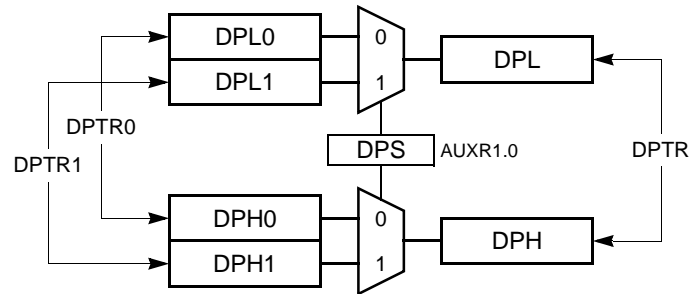 DPL0
0
DPL
DPL1
1
DPTR0
DPS
AUXR1.0
DPTR
DPTR1
DPH0
0
DPH
DPH1
1